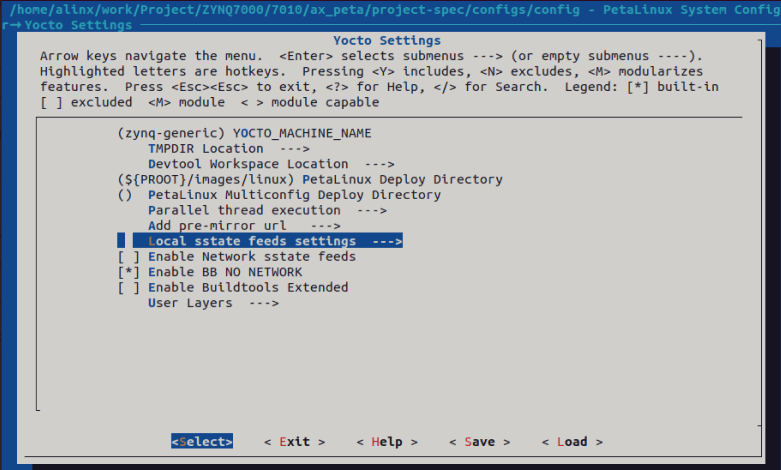 /home/alinx/work/Project/ZYNQ7000/7010/ax_peta/project-spec/configs/config - PetaLinux System Config
r→Yocto Settings
Yocto Settings
Arrow keys navigate the menu.  <Enter> selects submenus ---> (or empty submenus ----).
Highlighted letters are hotkeys.  Pressing <Y> includes, <N> excludes, <M> modularizes
features.  Press <Esc><Esc> to exit, <?> for Help, </> for Search.  Legend: [*] built-in
[ ] excluded  <M> module  < > module capable
(zynq-generic) YOCTO_MACHINE_NAME
TMPDIR Location  --->
Devtool Workspace Location  --->
(${PROOT}/images/linux) PetaLinux Deploy Directory
()  PetaLinux Multiconfig Deploy Directory
Parallel thread execution  --->
Add pre-mirror url   --->
Local sstate feeds settings  --->
[ ] Enable Network sstate feeds
[*] Enable BB NO NETWORK
[ ] Enable Buildtools Extended
User Layers  --->
<Select>    < Exit >    < Help >    < Save >    < Load >